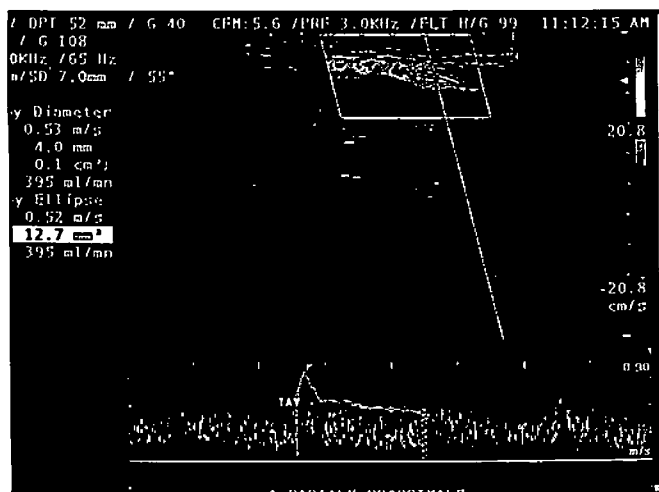 / DPT 52 mm / G 40 CFM:5.6 /PRF 3.0KHz /FLT H/G 99 11:12:15 AM
/ G 108
0KHz /65 Hz
m/SD 7.0mm / 55°
y Diameter
0.53 m/s
4.0 mm
0.1 cm²
395 ml/mn
y Ellipse
0.52 m/s
12.7 mm²
395 ml/mn
20.8
-20.8
cm/s
0.90
TAV
m/s